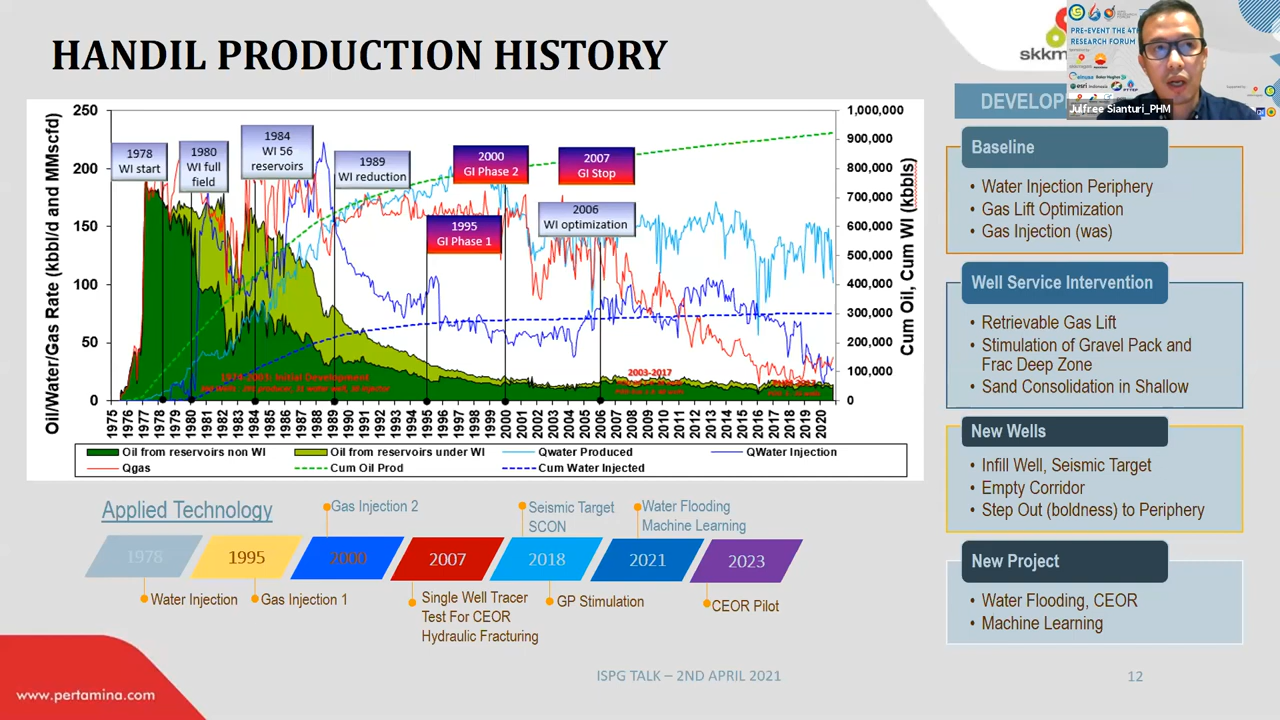 HANDIL PRODUCTION HISTORY
skkm
PRE-EVENT THE 4TH
RESEARCH FORUM
Julfree Sianturi_PHM
Oil/Water/Gas Rate (kbbl/d and MMscfd)
250
200
150
100
50
0
1978
WI start
1980
WI full
field
1984
WI 56
reservoirs
1989
WI reduction
1995
GI Phase 1
2000
GI Phase 2
2007
GI Stop
2006
WI optimization
1974-2003: Initial Development
2003-2017
1,000,000
900,000
800,000
700,000
600,000
500,000
400,000
300,000
200,000
100,000
0
Cum Oil, Cum WI (kbbls)
1975 1976 1977 1978 1979 1980 1981 1982 1983 1984 1985 1986 1987 1988 1989 1990 1991 1992 1993 1994 1995 1996 1997 1998 1999 2000 2001 2002 2003 2004 2005 2006 2007 2008 2009 2010 2011 2012 2013 2014 2015 2016 2017 2018 2019 2020
Oil from reservoirs non WI Oil from reservoirs under WI Qwater Produced QWater Injection
Qgas Cum Oil Prod Cum Water Injected
Applied Technology
Gas Injection 2
Seismic Target
SCON
Water Flooding
Machine Learning
1978 1995 2000 2007 2018 2021 2023
Water Injection
Gas Injection 1
Single Well Tracer
Test For CEOR
Hydraulic Fracturing
GP Stimulation
CEOR Pilot
DEVELOP
Baseline
• Water Injection Periphery
• Gas Lift Optimization
• Gas Injection (was)
Well Service Intervention
• Retrievable Gas Lift
• Stimulation of Gravel Pack and
Frac Deep Zone
• Sand Consolidation in Shallow
New Wells
• Infill Well, Seismic Target
• Empty Corridor
• Step Out (boldness) to Periphery
New Project
• Water Flooding, CEOR
• Machine Learning
www.pertamina.com
ISPG TALK – 2ND APRIL 2021
12